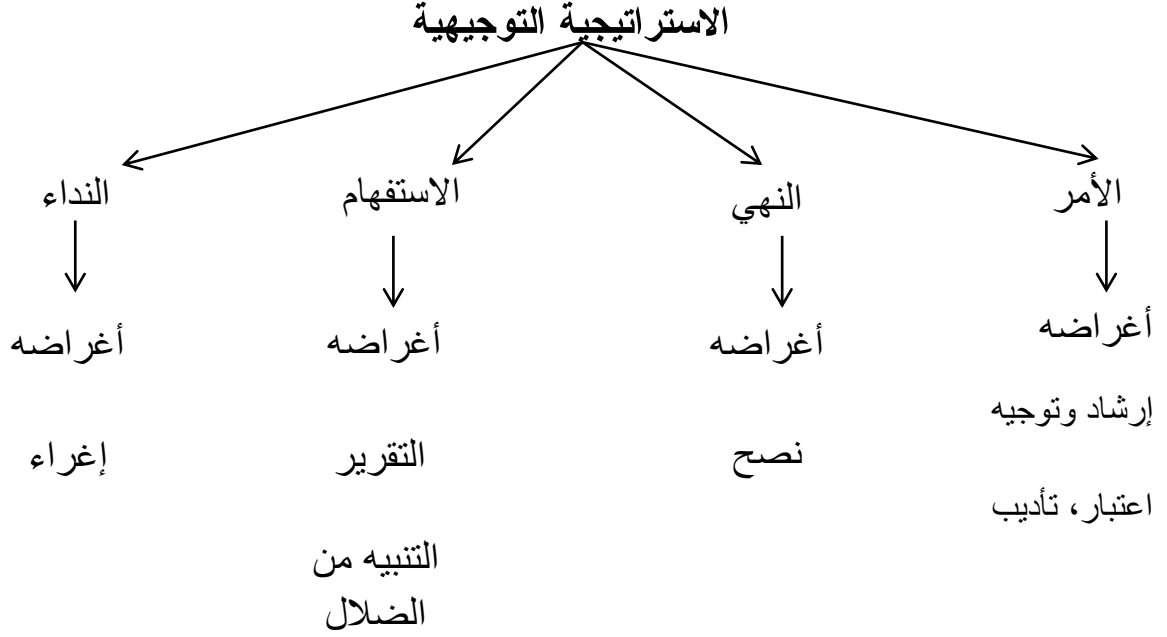 الاستراتيجية التوجيهية
الأمر
النهي
الاستفهام
النداء
أغراضه
أغراضه
أغراضه
أغراضه
إرشاد وتوجيه
اعتبار، تأديب
نصح
التقرير
التنبيه من
الضلال
إغراء